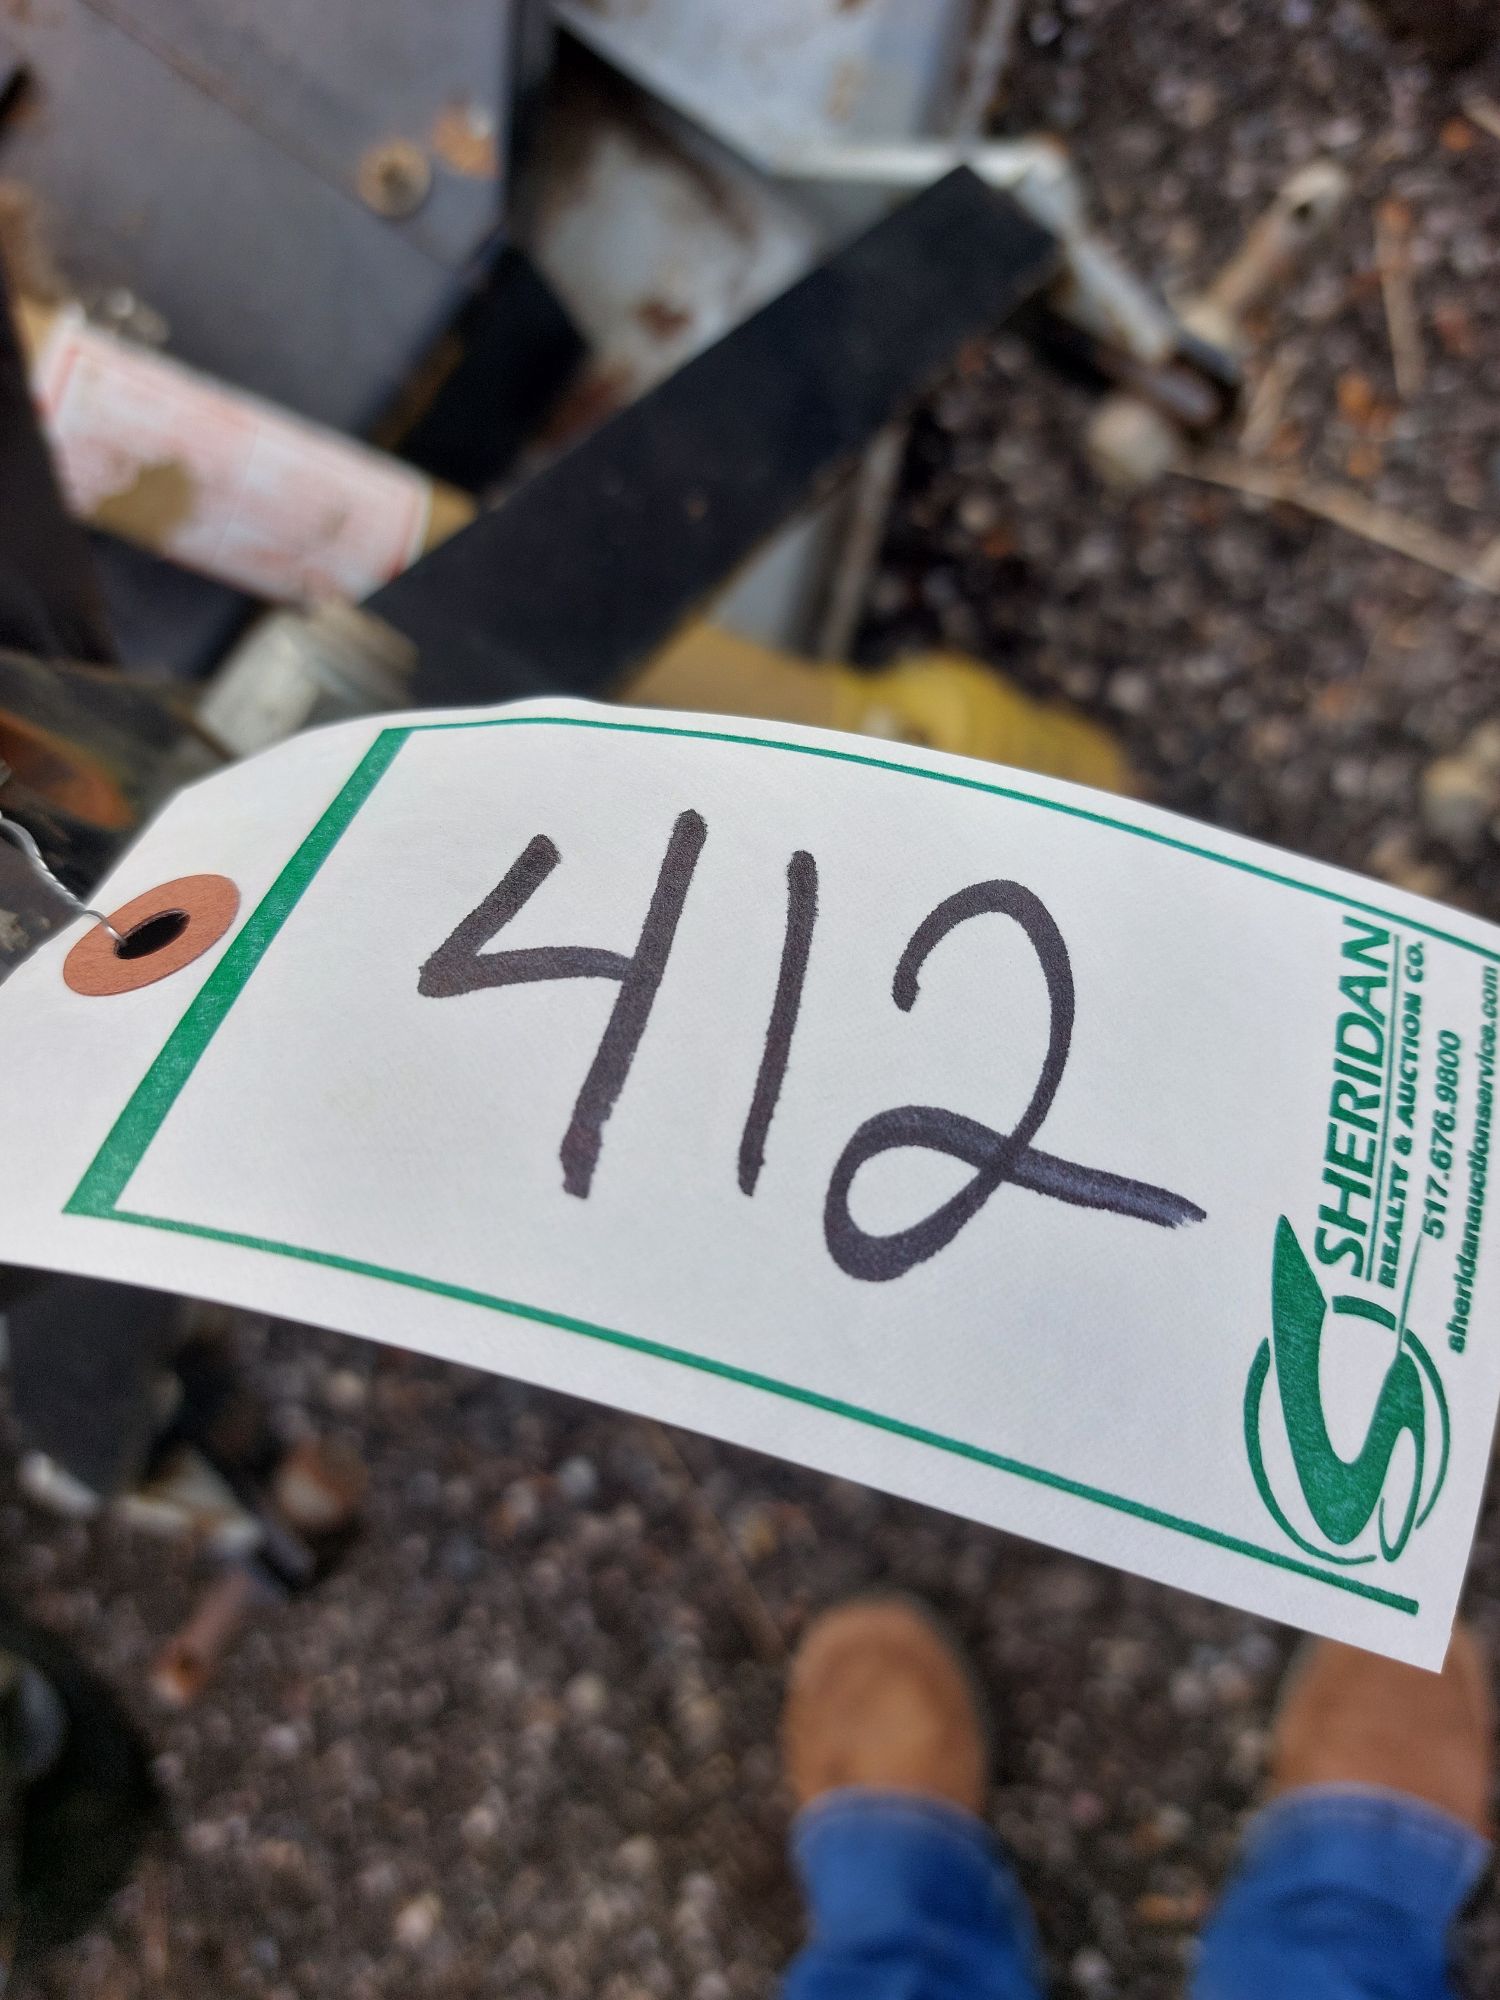 412
SHERIDAN
REALTY & AUCTION CO.
517.676.9800
sheridanauctionservice.com